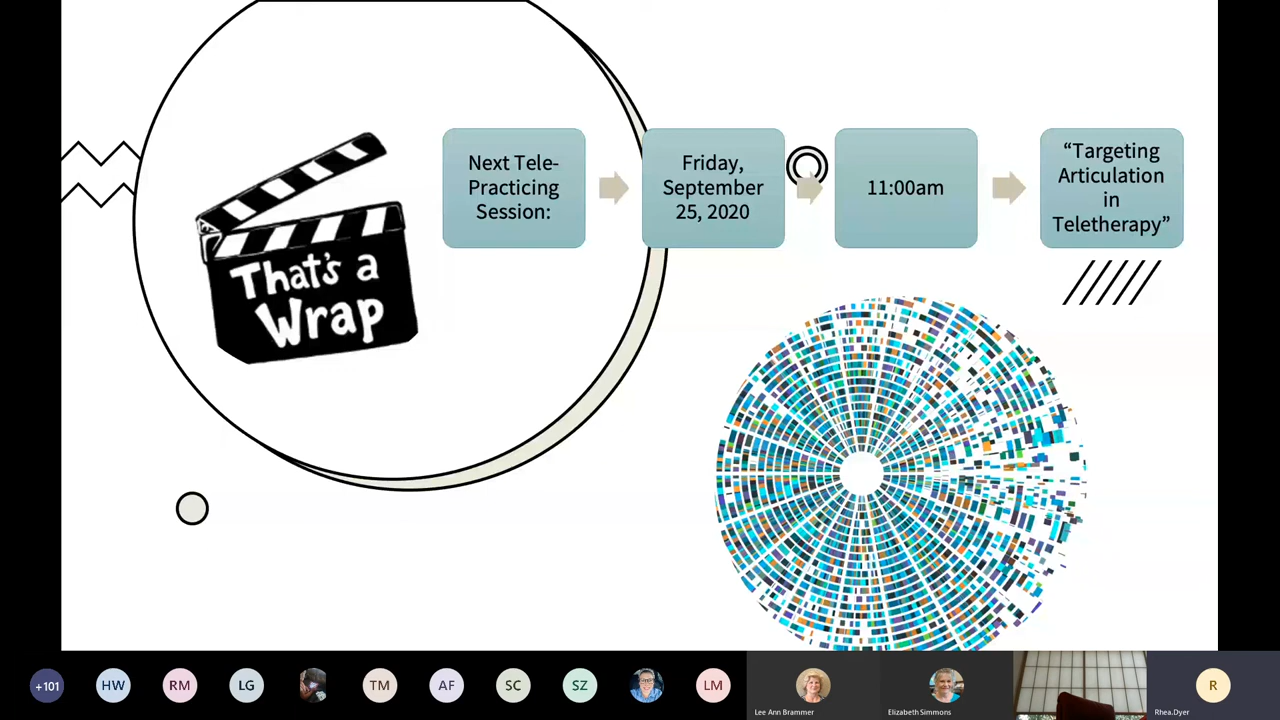 That's a
Wrap
Next Tele-
Practicing
Session:
Friday,
September
25, 2020
11:00am
“Targeting
Articulation
in
Teletherapy”
+101
HW
RM
LG
TM
AF
SC
SZ
LM
Lee Ann Brammer
Elizabeth Simmons
R
Rhea.Dyer